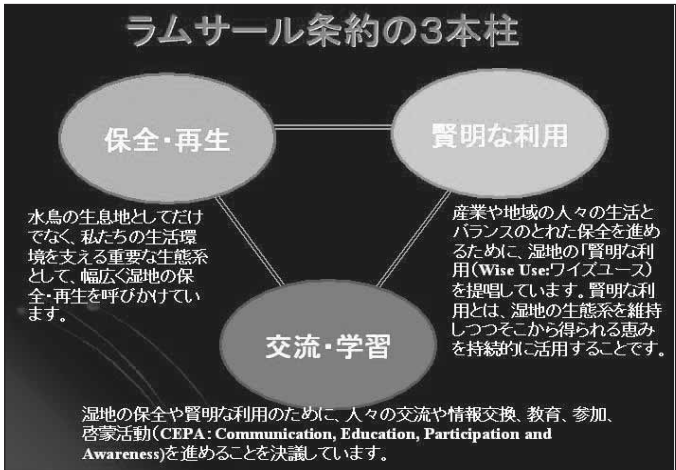 ラムサール条約の3本柱
保全・再生
賢明な利用
水鳥の生息地としてだけ
でなく、私たちの生活環
境を支える重要な生態系
として、幅広く湿地の保
全・再生を呼びかけてい
ます。
産業や地域の人々の生活と
バランスのとれた保全を進め
るために、湿地の「賢明な利
用(Wise Use:ワイズユース)
を提唱しています。賢明な利
用とは、湿地の生態系を維持
しつつそこから得られる恵み
を持続的に活用することです。
交流・学習
湿地の保全や賢明な利用のために、人々の交流や情報交換、教育、参加、
啓蒙活動(CEPA: Communication, Education, Participation and
Awareness)を進めることを決議しています。